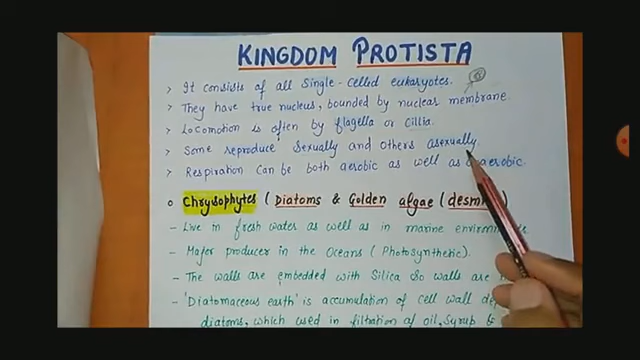 KINGDOM PROTISTA
> It consists of all Single-Celled eukaryotes.
> They have true nucleus, bounded by nuclear membrane.
> Locomotion is often by flagella or Cillia.
> Some reproduce Sexually and others asexually.
> Respiration Can be both aerobic as well as
o Chrysophytes (Diatoms & Golden algae (
- Live in fresh water as well as in marine
- Major producer in the Oceans (Photosynthetic).
- The walls are embedded with Silica So walls are
- 'Diatomaceous earth' is accumulation of cell wall
diatoms, which used in filtration of oil, Syrup